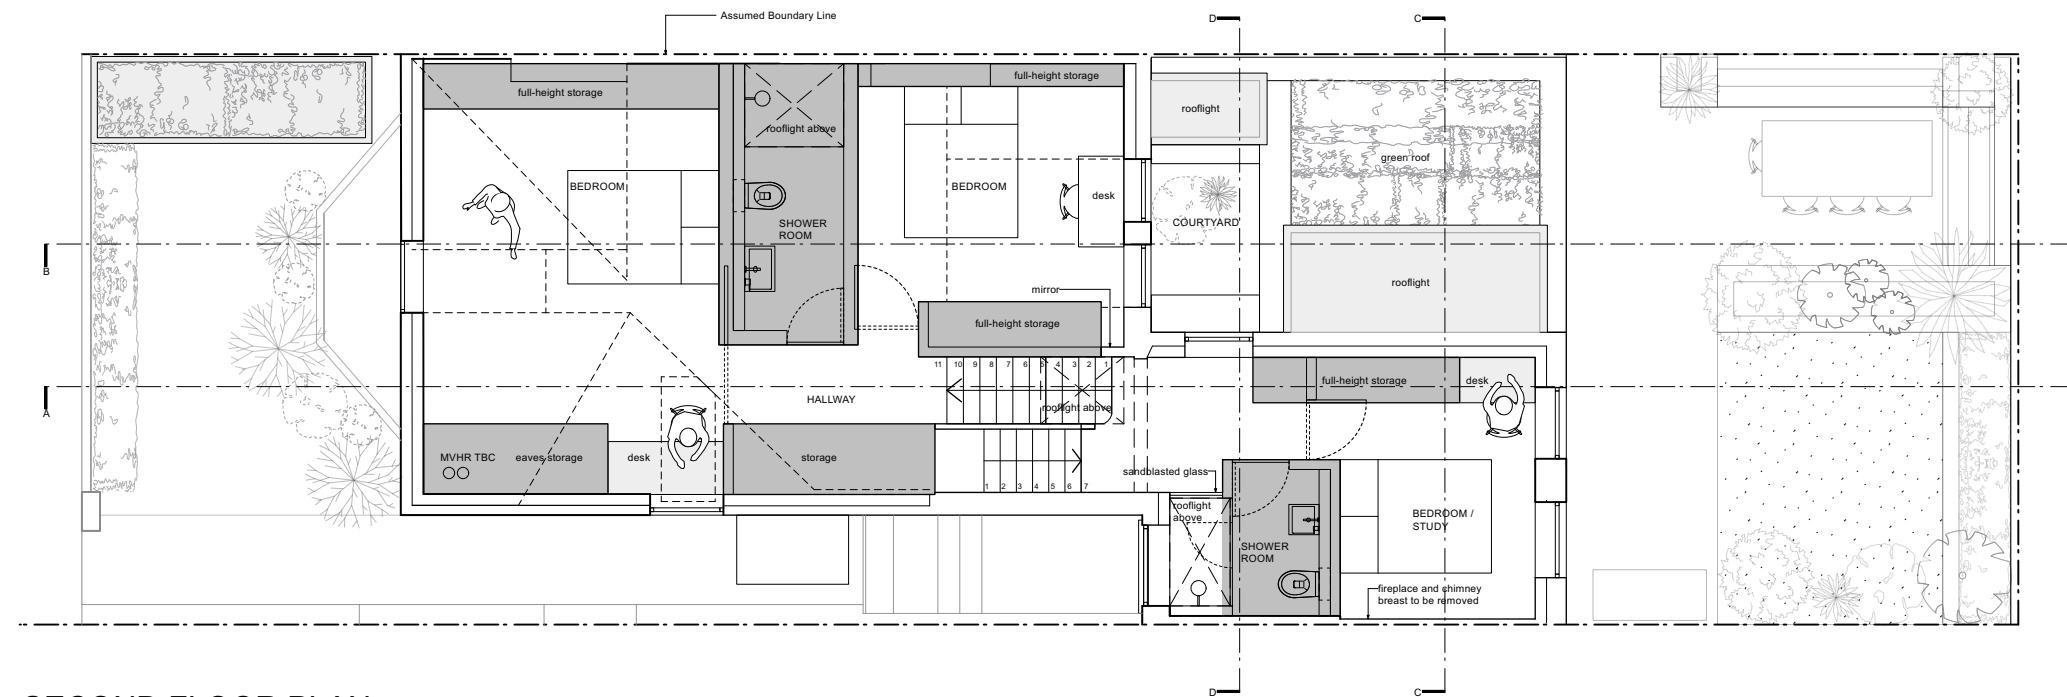 Assumed Boundary Line
D
C
full-height storage
full-height storage
rooflight
rooflight above
green roof
BEDROOM
BEDROOM
desk
SHOWER
ROOM
COURTYARD
B
rooflight
mirror
full-height storage
11 10 9 8 7 6 5 4 3 2 1
full-height storage
desk
HALLWAY
rooflight above
A
MVHR TBC
eaves storage
desk
storage
sandblasted glass
1 2 3 4 5 6 7
rooflight
above
BEDROOM /
STUDY
SHOWER
ROOM
fireplace and chimney
breast to be removed
D
C
SECOND FLOOR PLAN